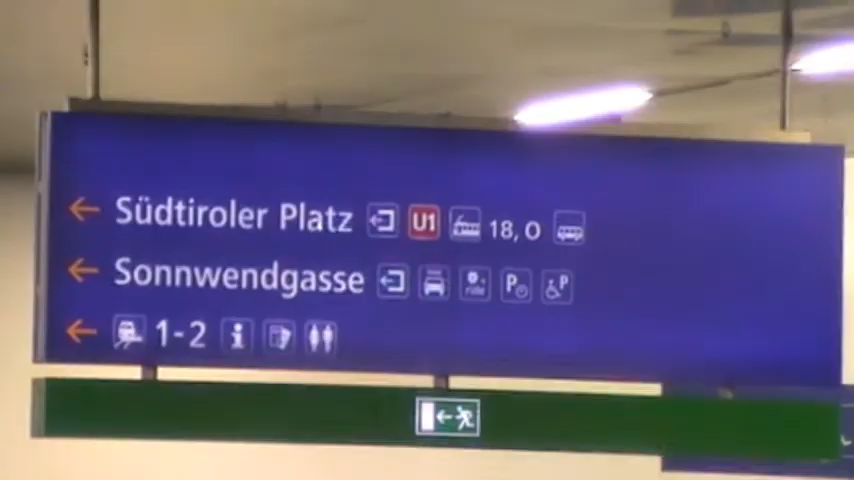 Südtiroler Platz U1 18, O
Sonnwendgasse P P
1-2 i